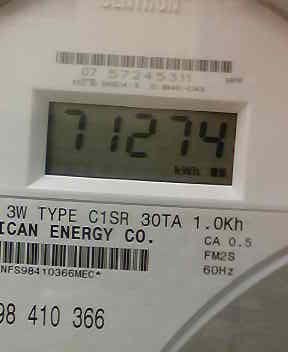 CENTRON
07 57245311
71274
kWh
3W TYPE C1SR 30TA 1.0Kh
ICAN ENERGY CO.
CA 0.5
FM2S
60Hz
NFS98410366MEC*
98 410 366